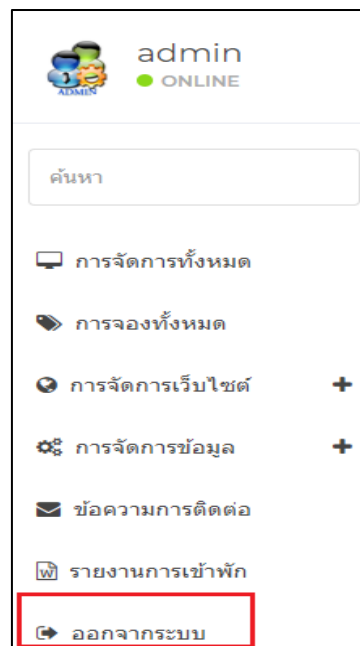 admin
ADMIN
ONLINE
ค้นหา
การจัดการทั้งหมด
การจองทั้งหมด
การจัดการเว็บไซต์
การจัดการข้อมูล
ข้อความการติดต่อ
รายงานการเข้าพัก
ออกจากระบบ